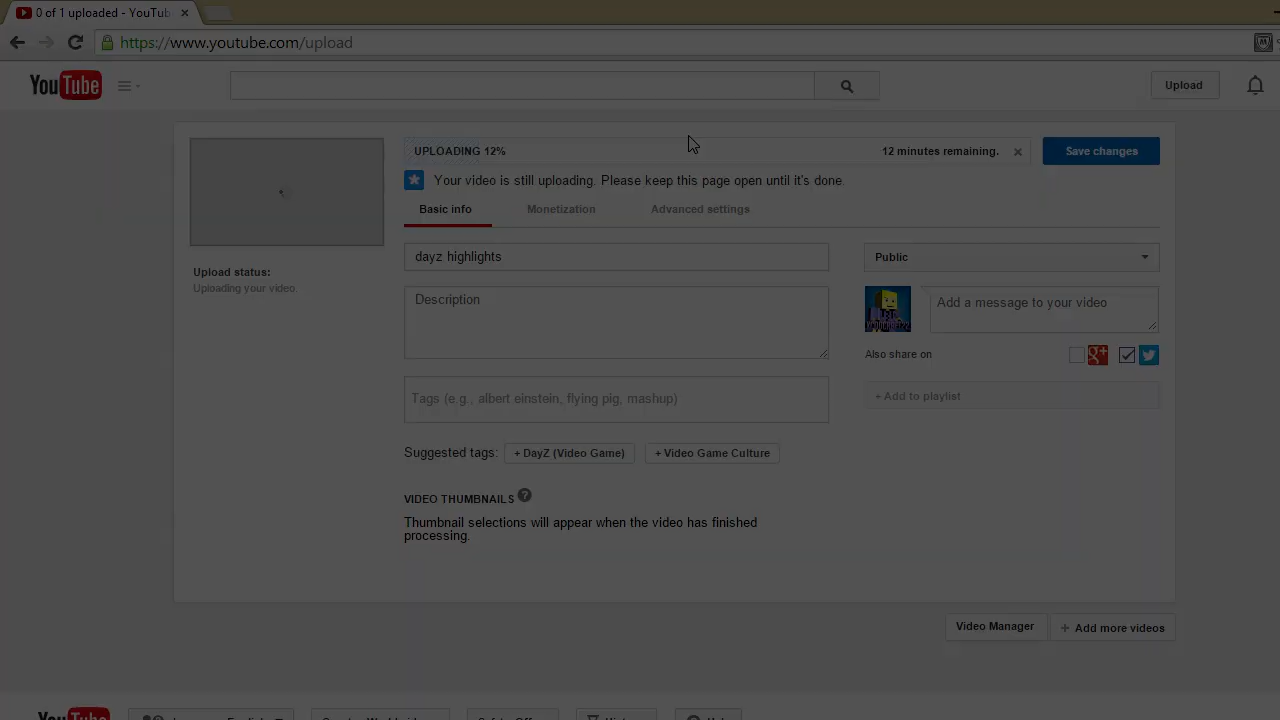 0 of 1 uploaded - YouTub
https://www.youtube.com/upload
YouTube
Upload
UPLOADING 12%
12 minutes remaining.
Save changes
Your video is still uploading. Please keep this page open until it's done.
Basic info
Monetization
Advanced settings
dayz highlights
Public
Description
Add a message to your video
Upload status:
Uploading your video.
Also share on
g+
Tags (e.g., albert einstein, flying pig, mashup)
+ Add to playlist
Suggested tags:
+ DayZ (Video Game)
+ Video Game Culture
VIDEO THUMBNAILS ?
Thumbnail selections will appear when the video has finished
processing.
Video Manager
+ Add more videos
YouTube